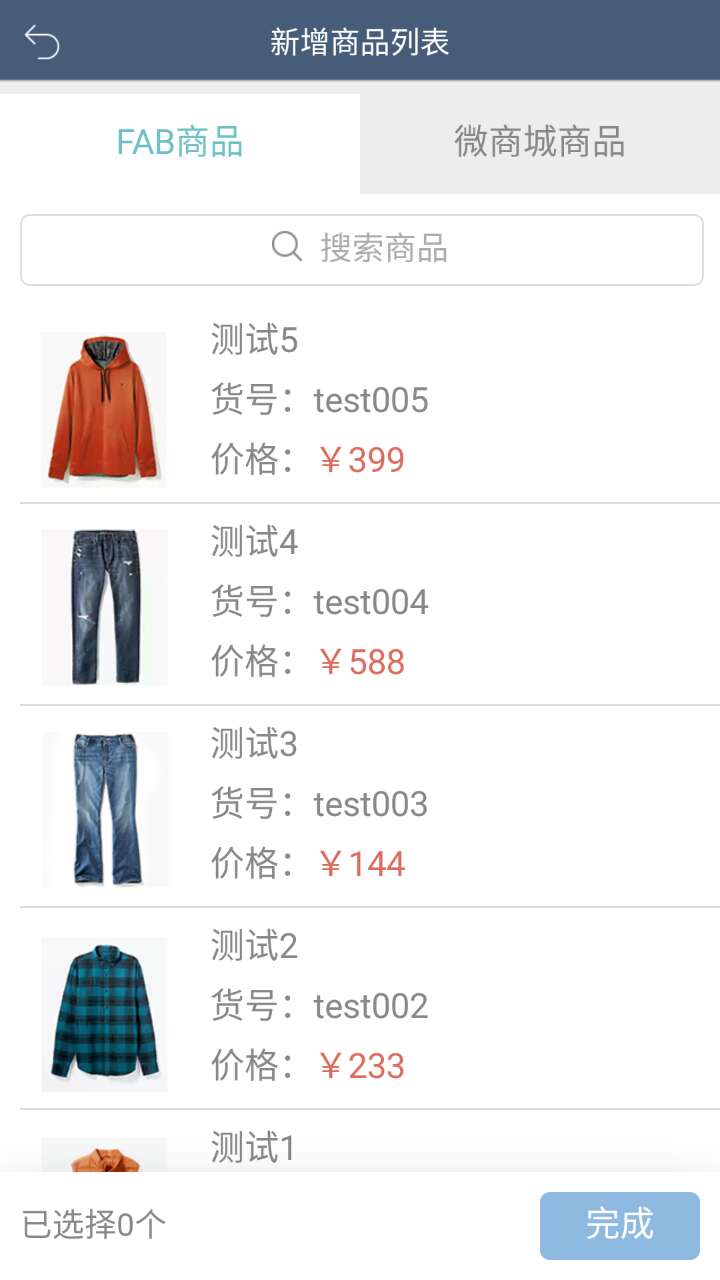 新增商品列表
FAB商品
微商城商品
搜索商品
测试5
货号：test005
价格：￥399
测试4
货号：test004
价格：￥588
测试3
货号：test003
价格：￥144
测试2
货号：test002
价格：￥233
测试1
已选择0个
完成